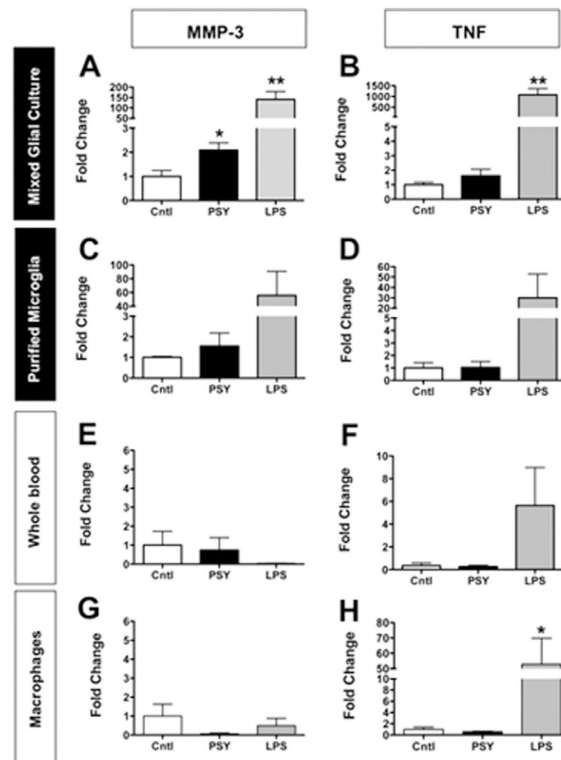 MMP-3
TNF
Mixed Glial Culture
A
Fold Change
200
150
100
50
3
2
1
0
*
**
Cntl PSY LPS
B
Fold Change
1500
1000
500
5
4
3
2
1
0
**
Cntl PSY LPS
Purified Microglia
C
Fold Change
100
80
60
40
3
2
1
0
Cntl PSY LPS
D
Fold Change
60
50
40
30
5
4
3
2
1
0
Cntl PSY LPS
Whole blood
E
Fold Change
6
5
4
3
2
1
0
Cntl PSY LPS
F
Fold Change
10
8
6
4
2
0
Cntl PSY LPS
Macrophages
G
Fold Change
6
5
4
3
2
1
0
Cntl PSY LPS
H
Fold Change
80
70
60
50
10
8
6
4
2
0
*
Cntl PSY LPS